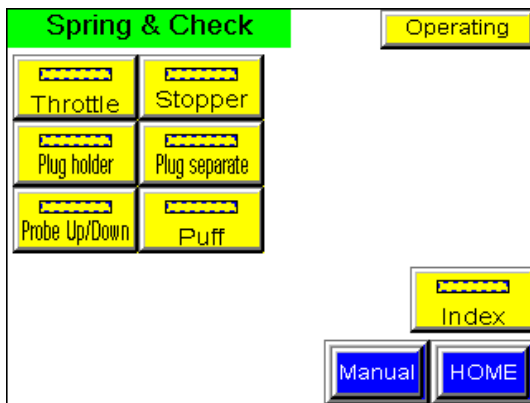 Spring & Check
Operating
Throttle
Stopper
Plug holder
Plug separate
Probe Up/Down
Puff
Index
Manual
HOME